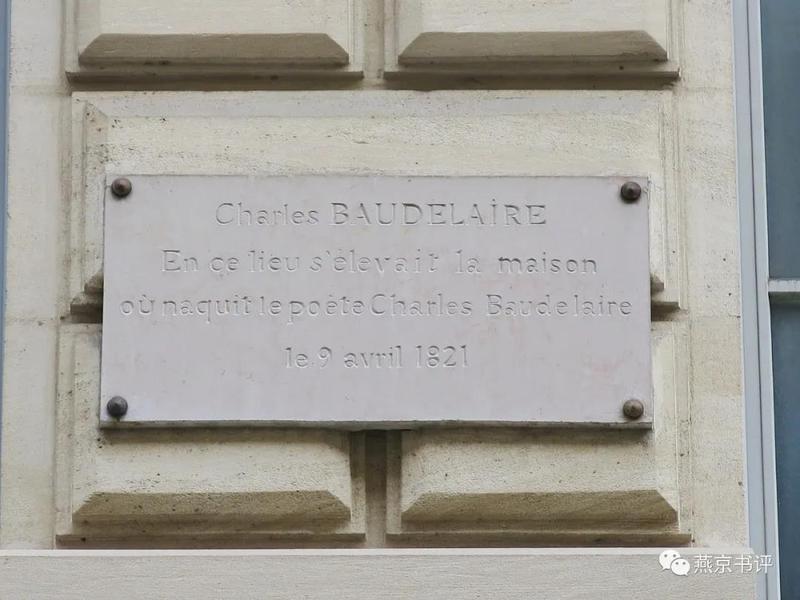 Charles BAUDELAIRE
En ce lieu s'élevait la maison
où naquit le poète Charles Baudelaire
le 9 avril 1821
燕京书评